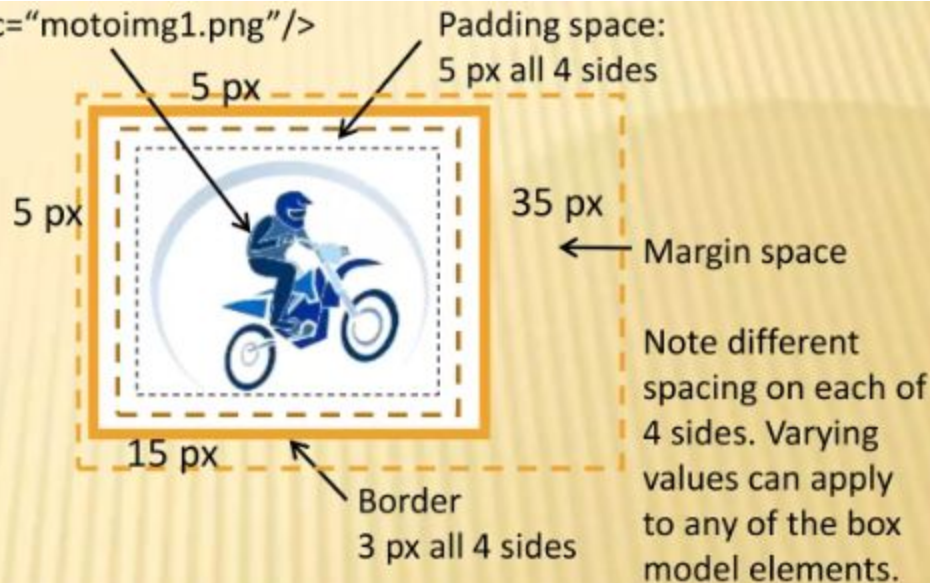 c=“motoimg1.png”/>
Padding space:
5 px all 4 sides
5 px
5 px
35 px
Margin space
Note different
spacing on each of
4 sides. Varying
values can apply
to any of the box
model elements.
15 px
Border
3 px all 4 sides